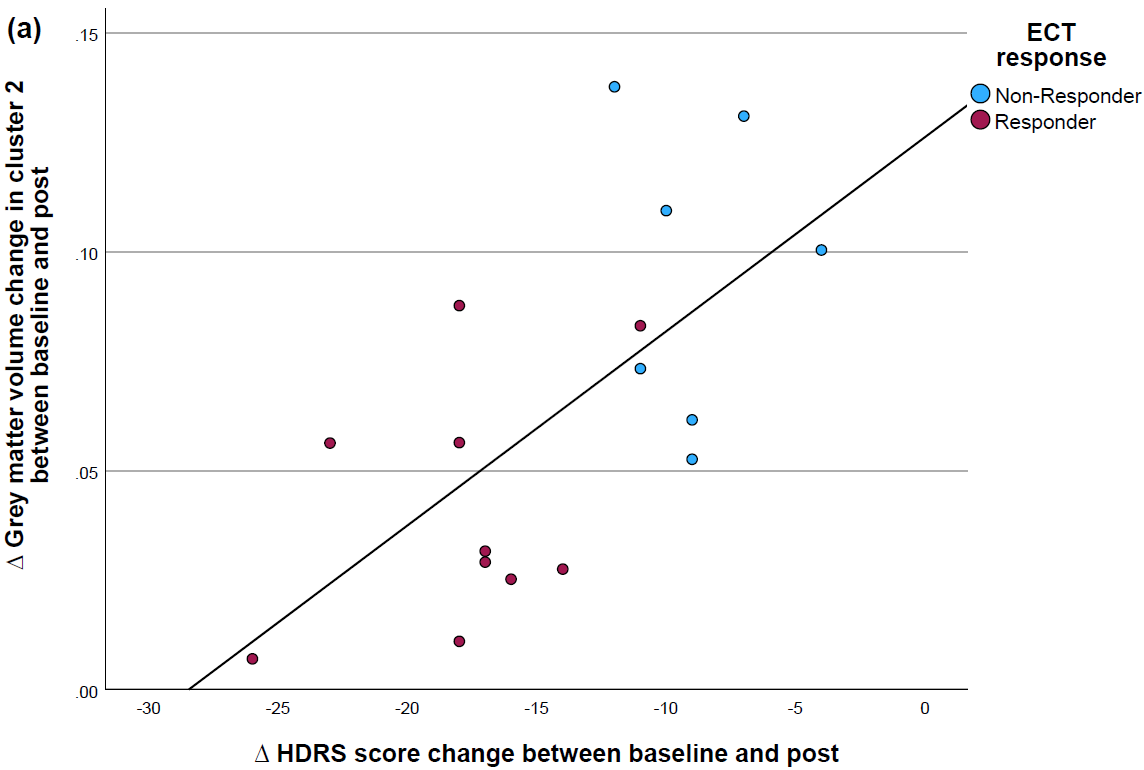 (a)
ECT
response
Non-Responder
Responder
Δ Grey matter volume change in cluster 2
between baseline and post
.15
.10
.05
.00
-30 -25 -20 -15 -10 -5 0
Δ HDRS score change between baseline and post